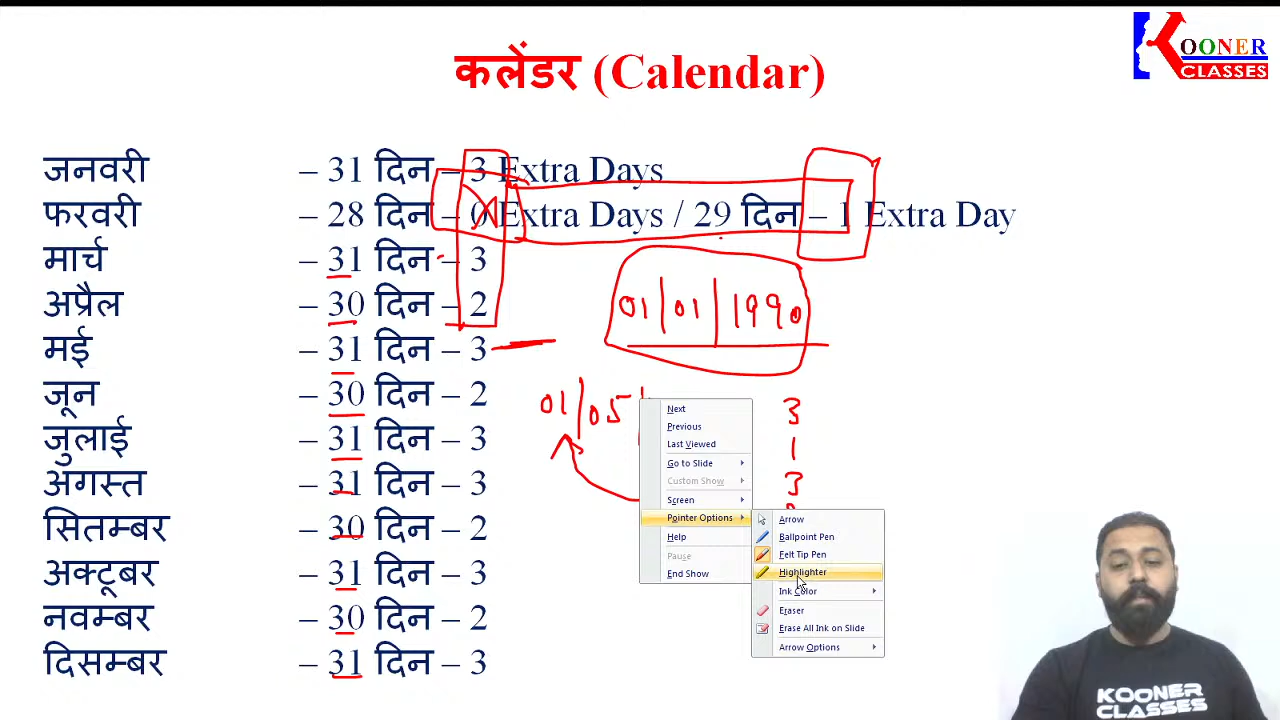 KOONER
CLASSES
कलेंडर (Calendar)
जनवरी – 31 दिन – 3 Extra Days
फरवरी – 28 दिन – 0 Extra Days / 29 दिन – 1 Extra Day
मार्च – 31 दिन – 3
अप्रैल – 30 दिन – 2
01|01|1990
मई – 31 दिन – 3
जून – 30 दिन – 2
01|05
3
1
3
जुलाई – 31 दिन – 3
अगस्त – 31 दिन – 3
सितम्बर – 30 दिन – 2
अक्टूबर – 31 दिन – 3
नवम्बर – 30 दिन – 2
दिसम्बर – 31 दिन – 3
Next
Previous
Last Viewed
Go to Slide
Custom Show
Screen
Pointer Options
Help
Pause
End Show
Arrow
Ballpoint Pen
Felt Tip Pen
Highlighter
Ink Color
Eraser
Erase All Ink on Slide
Arrow Options
KOONER
CLASSES